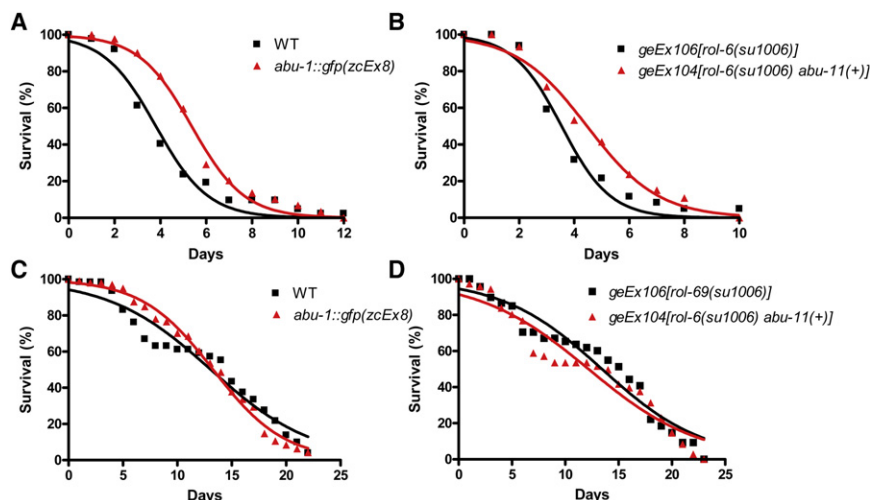 A
Survival (%)
100
80
60
40
20
0
0 2 4 6 8 10 12
Days
WT
abu-1::gfp(zcEx8)
B
Survival (%)
100
80
60
40
20
0
0 2 4 6 8 10
Days
geEx106[rol-6(su1006)]
geEx104[rol-6(su1006) abu-11(+)]
C
Survival (%)
100
80
60
40
20
0
0 5 10 15 20 25
Days
WT
abu-1::gfp(zcEx8)
D
Survival (%)
100
80
60
40
20
0
0 5 10 15 20 25
Days
geEx106[rol-69(su1006)]
geEx104[rol-6(su1006) abu-11(+)]